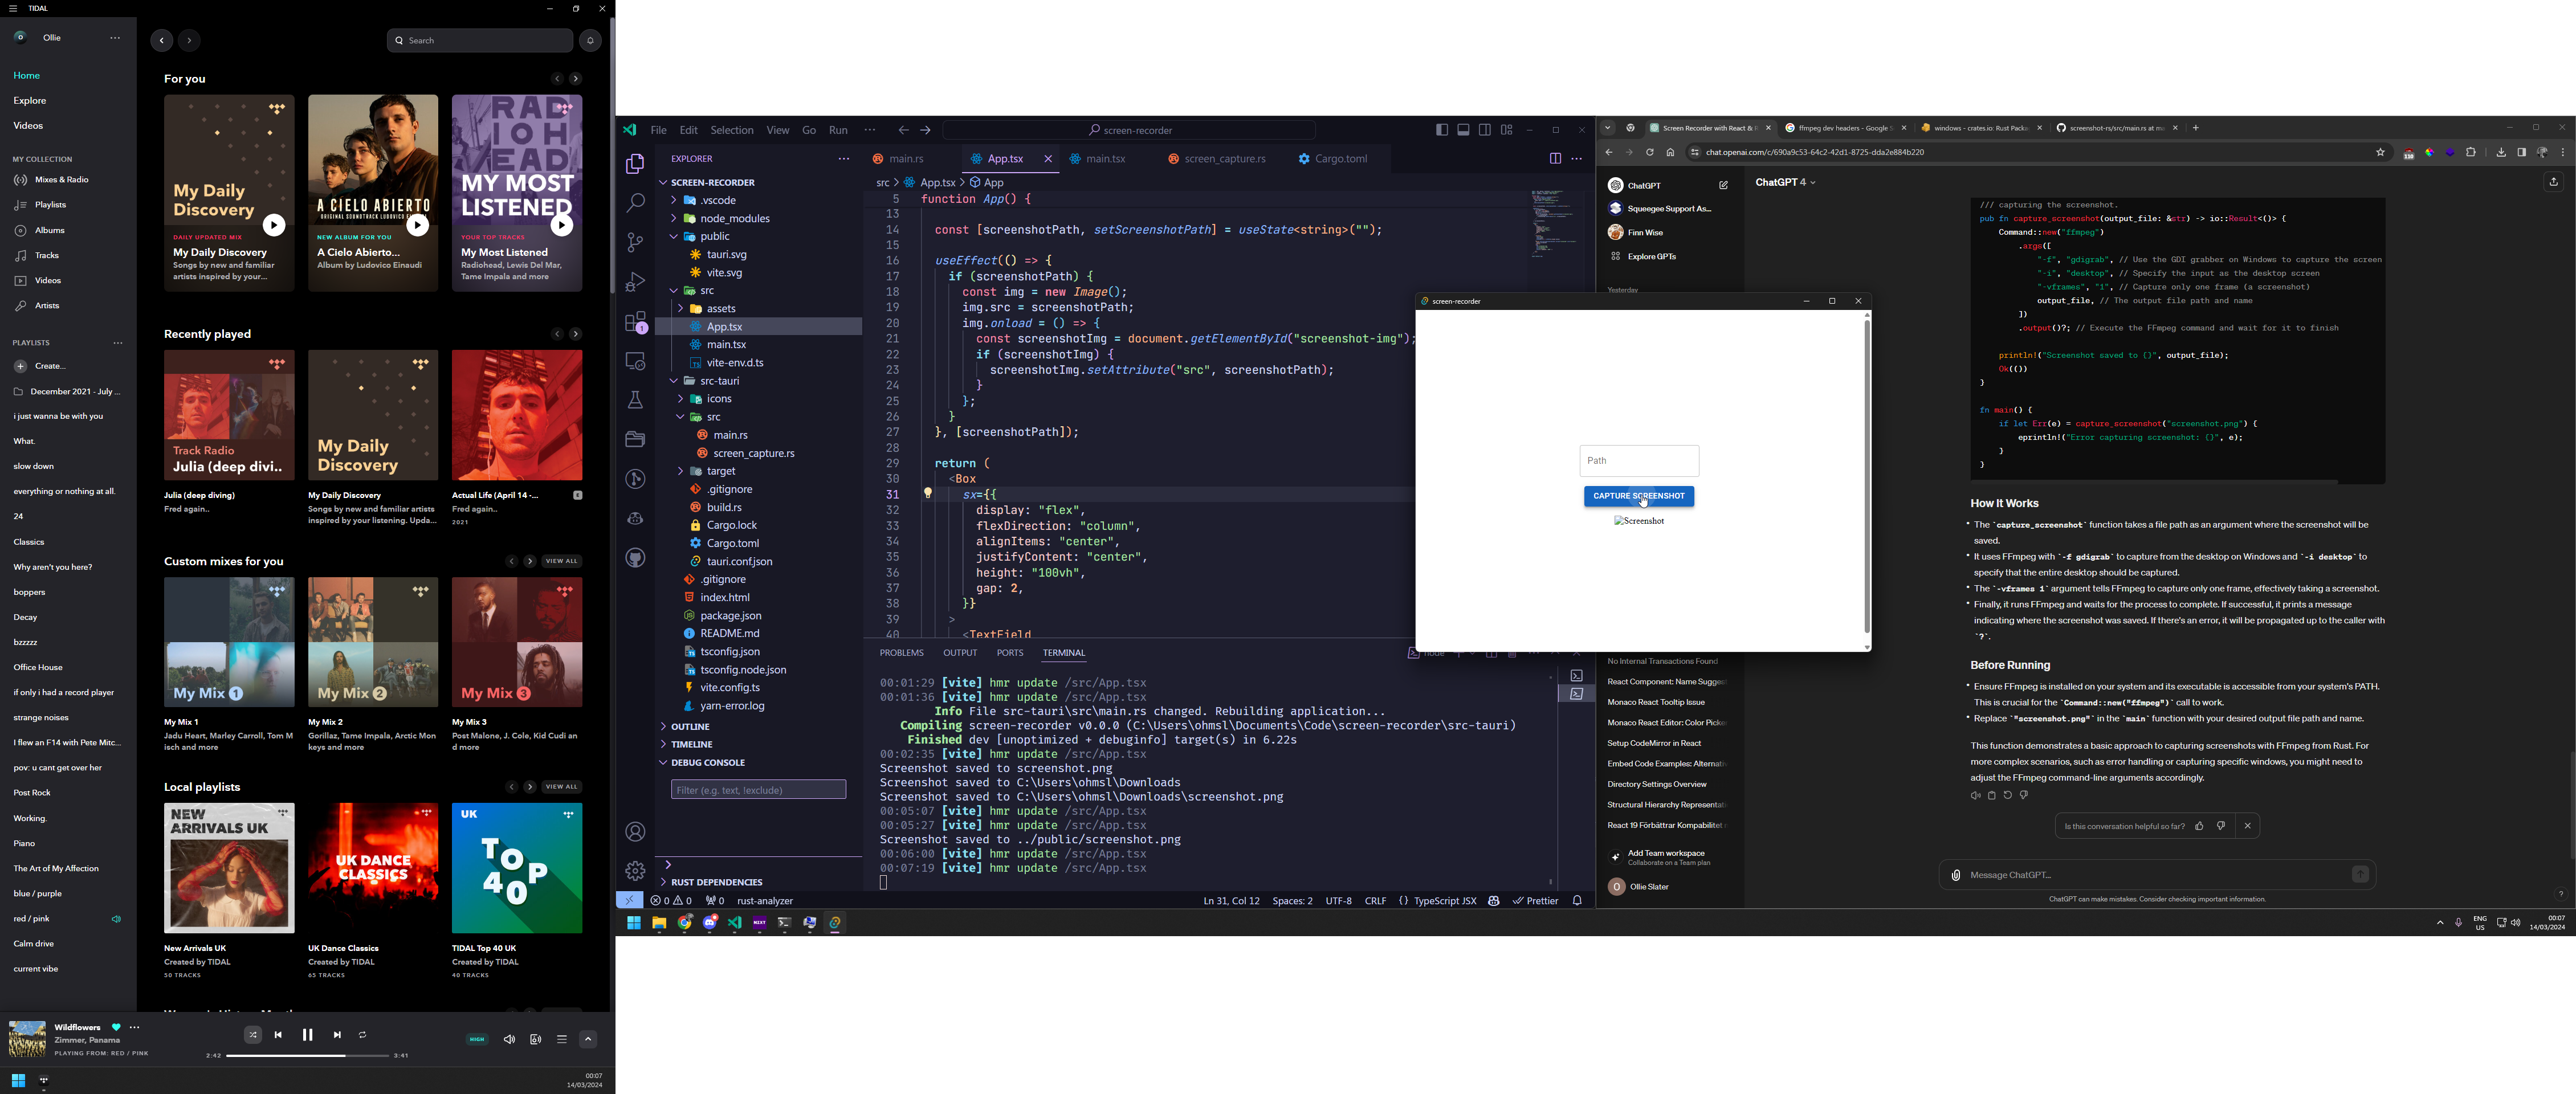 TIDAL
Ollie
Search
Home
Explore
Videos
MY COLLECTION
Mixes & Radio
Playlists
Albums
Tracks
Videos
Artists
PLAYLISTS
Create...
December 2021 - July ...
i just wanna be with you
What.
slow down
everything or nothing at all.
24
Classics
Why aren't you here?
boppers
Decay
bzzzzz
Office House
if only i had a record player
strange noises
I flew an F14 with Pete Mitc...
pov: u cant get over her
Post Rock
Working.
Piano
The Art of My Affection
blue / purple
red / pink
Calm drive
current vibe
For you
My Daily
Discovery
DAILY UPDATED MIX
My Daily Discovery
Songs by new and familiar
artists inspired by your...
A CIELO ABIERTO
NEW ALBUM FOR YOU
A Cielo Abierto...
Album by Ludovico Einaudi
RADIOHEAD
MY MOST
LISTENED
YOUR TOP TRACKS
My Most Listened
Radiohead, Lewis Del Mar,
Tame Impala and more
Recently played
Track Radio
Julia (deep divi..
Julia (deep diving)
Fred again..
My Daily
Discovery
My Daily Discovery
Songs by new and familiar artists
inspired by your listening. Upda...
Actual Life (April 14 -...
E
Fred again..
2021
Custom mixes for you
VIEW ALL
My Mix 1
My Mix 2
My Mix 3
My Mix 1
Jadu Heart, Marley Carroll, Tom M
isch and more
My Mix 2
Gorillaz, Tame Impala, Arctic Mon
keys and more
My Mix 3
Post Malone, J. Cole, Kid Cudi an
d more
Local playlists
VIEW ALL
NEW
ARRIVALS UK
New Arrivals UK
Created by TIDAL
50 TRACKS
UK DANCE
CLASSICS
UK Dance Classics
Created by TIDAL
65 TRACKS
UK
TOP
40
TIDAL Top 40 UK
Created by TIDAL
40 TRACKS
Wildflowers
Zimmer, Panama
PLAYING FROM: RED / PINK
2:42
3:41
HIGH
00:07
14/03/2024
File Edit Selection View Go Run ...
screen-recorder
EXPLORER
SCREEN-RECORDER
.vscode
node_modules
public
tauri.svg
vite.svg
src
assets
App.tsx
main.tsx
vite-env.d.ts
src-tauri
icons
src
main.rs
screen_capture.rs
target
.gitignore
build.rs
Cargo.lock
Cargo.toml
tauri.conf.json
.gitignore
index.html
package.json
README.md
tsconfig.json
tsconfig.node.json
vite.config.ts
yarn-error.log
OUTLINE
TIMELINE
DEBUG CONSOLE
Filter (e.g. text, !exclude)
RUST DEPENDENCIES
1
main.rs App.tsx main.tsx screen_capture.rs Cargo.toml
src > App.tsx > App
5 function App() {
13
14 const [screenshotPath, setScreenshotPath] = useState<string>("");
15
16 useEffect(() => {
17 if (screenshotPath) {
18 const img = new Image();
19 img.src = screenshotPath;
20 img.onload = () => {
21 const screenshotImg = document.getElementById("screenshot-img");
22 if (screenshotImg) {
23 screenshotImg.setAttribute("src", screenshotPath);
24 }
25 };
26 }
27 }, [screenshotPath]);
28
29 return (
30 <Box
31 sx={{
32 display: "flex",
33 flexDirection: "column",
34 alignItems: "center",
35 justifyContent: "center",
36 height: "100vh",
37 gap: 2,
38 }}
39 >
40 <TextField
PROBLEMS OUTPUT PORTS TERMINAL
node
00:01:29 [vite] hmr update /src/App.tsx
00:01:36 [vite] hmr update /src/App.tsx
Info File src-tauri\src\main.rs changed. Rebuilding application...
Compiling screen-recorder v0.0.0 (C:\Users\ohmsl\Documents\Code\screen-recorder\src-tauri)
Finished dev [unoptimized + debuginfo] target(s) in 6.22s
00:02:35 [vite] hmr update /src/App.tsx
Screenshot saved to screenshot.png
Screenshot saved to C:\Users\ohmsl\Downloads
Screenshot saved to C:\Users\ohmsl\Downloads\screenshot.png
00:05:07 [vite] hmr update /src/App.tsx
00:05:27 [vite] hmr update /src/App.tsx
Screenshot saved to ../public/screenshot.png
00:06:00 [vite] hmr update /src/App.tsx
00:07:19 [vite] hmr update /src/App.tsx
0 0 0 rust-analyzer
Ln 31, Col 12 Spaces: 2 UTF-8 CRLF {} TypeScript JSX Prettier
screen-recorder
Path
CAPTURE SCREENSHOT
Screenshot
Screen Recorder with React & R
ffmpeg dev headers - Google S
windows - crates.io: Rust Packa
screenshot-rs/src/main.rs at ma
chat.openai.com/c/690a9c53-64c2-42d1-8725-dda2e884b220
ChatGPT
Squeegee Support As...
Finn Wise
Explore GPTs
Yesterday
No Internal Transactions Found
React Component: Name Sugges
Monaco React Tooltip Issue
Monaco React Editor: Color Picke
Setup CodeMirror in React
Embed Code Examples: Alternati
Directory Settings Overview
Structural Hierarchy Representati
React 19 Förbättrar Kompabilitet
Add Team workspace
Collaborate on a Team plan
O
Ollie Slater
ChatGPT 4
/// capturing the screenshot.
pub fn capture_screenshot(output_file: &str) -> io::Result<()> {
Command::new("ffmpeg")
.args([
"-f", "gdigrab", // Use the GDI grabber on Windows to capture the screen
"-i", "desktop", // Specify the input as the desktop screen
"-vframes", "1", // Capture only one frame (a screenshot)
output_file, // The output file path and name
])
.output()?; // Execute the FFmpeg command and wait for it to finish
println!("Screenshot saved to {}", output_file);
Ok(())
}
fn main() {
if let Err(e) = capture_screenshot("screenshot.png") {
eprintln!("Error capturing screenshot: {}", e);
}
}
How It Works
• The `capture_screenshot` function takes a file path as an argument where the screenshot will be
saved.
• It uses FFmpeg with `-f gdigrab` to capture from the desktop on Windows and `-i desktop` to
specify that the entire desktop should be captured.
• The `-vframes 1` argument tells FFmpeg to capture only one frame, effectively taking a screenshot.
• Finally, it runs FFmpeg and waits for the process to complete. If successful, it prints a message
indicating where the screenshot was saved. If there's an error, it will be propagated up to the caller with
`?`.
Before Running
• Ensure FFmpeg is installed on your system and its executable is accessible from your system's PATH.
This is crucial for the `Command::new("ffmpeg")` call to work.
• Replace `"screenshot.png"` in the `main` function with your desired output file path and name.
This function demonstrates a basic approach to capturing screenshots with FFmpeg from Rust. For
more complex scenarios, such as error handling or capturing specific windows, you might need to
adjust the FFmpeg command-line arguments accordingly.
Is this conversation helpful so far?
Message ChatGPT...
ChatGPT can make mistakes. Consider checking important information.
?
ENG
US
00:07
14/03/2024